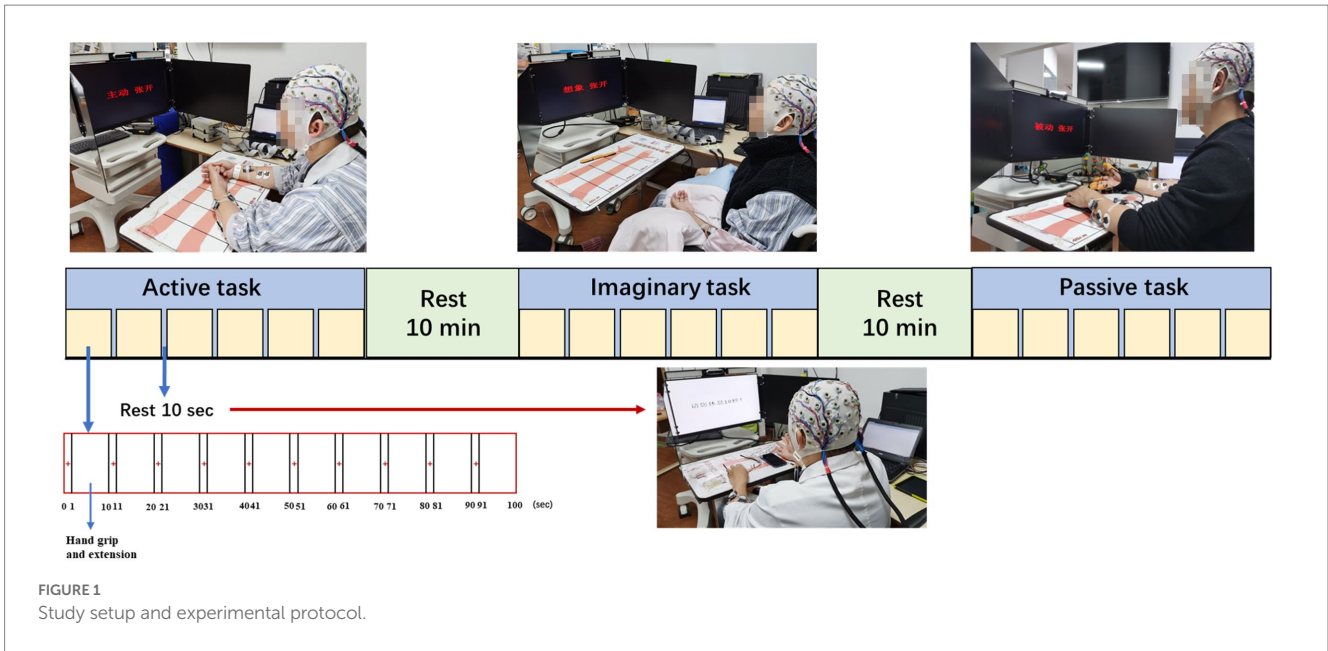 主动 张开
想象 张开
被动 张开
Active task
Rest
10 min
Imaginary task
Rest
10 min
Passive task
Rest 10 sec
0 1 10 11 20 21 30 31 40 41 50 51 60 61 70 71 80 81 90 91 100 (sec)
Hand grip
and extension
FIGURE 1
Study setup and experimental protocol.